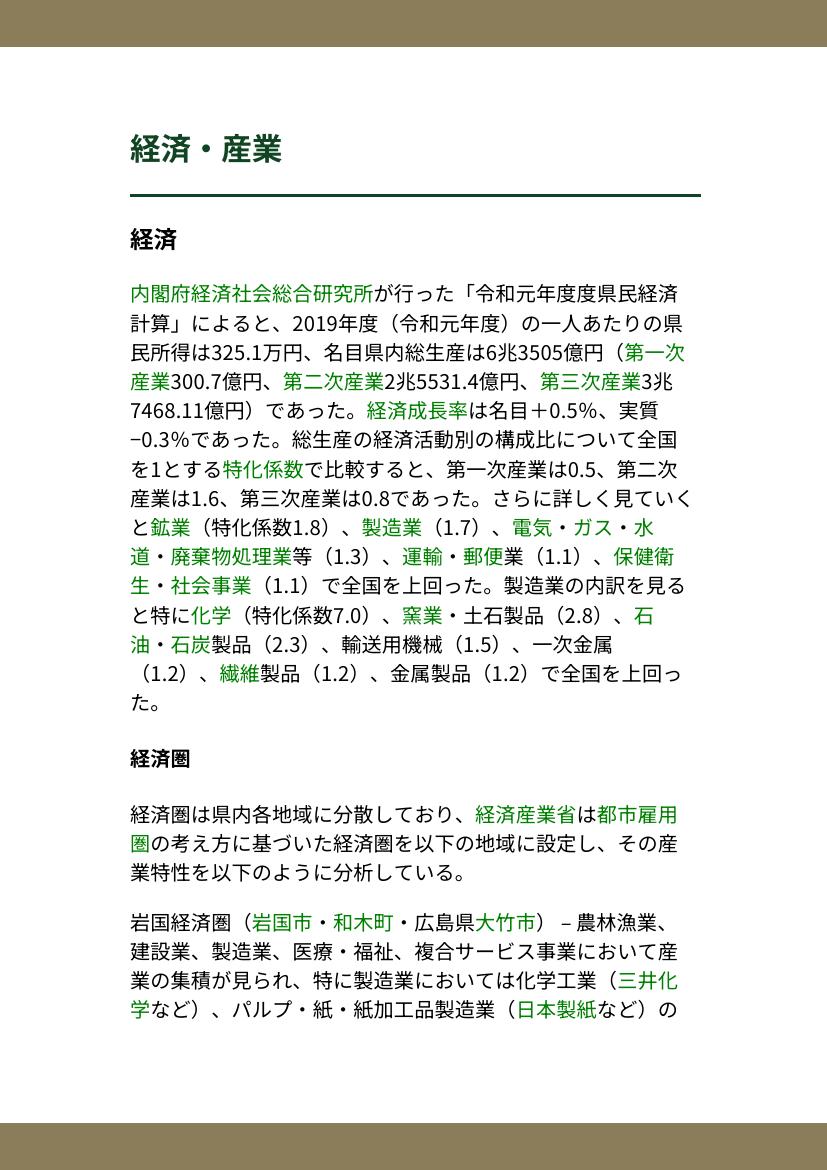 経済・産業
経済
内閣府経済社会総合研究所が行った「令和元年度度県民経済
計算」によると、2019年度（令和元年度）の一人あたりの県
民所得は325.1万円、名目県内総生産は6兆3505億円（第一次
産業300.7億円、第二次産業2兆5531.4億円、第三次産業3兆
7468.11億円）であった。経済成長率は名目＋0.5％、実質
−0.3％であった。総生産の経済活動別の構成比について全国
を1とする特化係数で比較すると、第一次産業は0.5、第二次
産業は1.6、第三次産業は0.8であった。さらに詳しく見ていく
と鉱業（特化係数1.8）、製造業（1.7）、電気・ガス・水
道・廃棄物処理業等（1.3）、運輸・郵便業（1.1）、保健衛
生・社会事業（1.1）で全国を上回った。製造業の内訳を見る
と特に化学（特化係数7.0）、窯業・土石製品（2.8）、石
油・石炭製品（2.3）、輸送用機械（1.5）、一次金属
（1.2）、繊維製品（1.2）、金属製品（1.2）で全国を上回っ
た。
経済圏
経済圏は県内各地域に分散しており、経済産業省は都市雇用
圏の考え方に基づいた経済圏を以下の地域に設定し、その産
業特性を以下のように分析している。
岩国経済圏（岩国市・和木町・広島県大竹市） – 農林漁業、
建設業、製造業、医療・福祉、複合サービス事業において産
業の集積が見られ、特に製造業においては化学工業（三井化
学など）、パルプ・紙・紙加工品製造業（日本製紙など）の